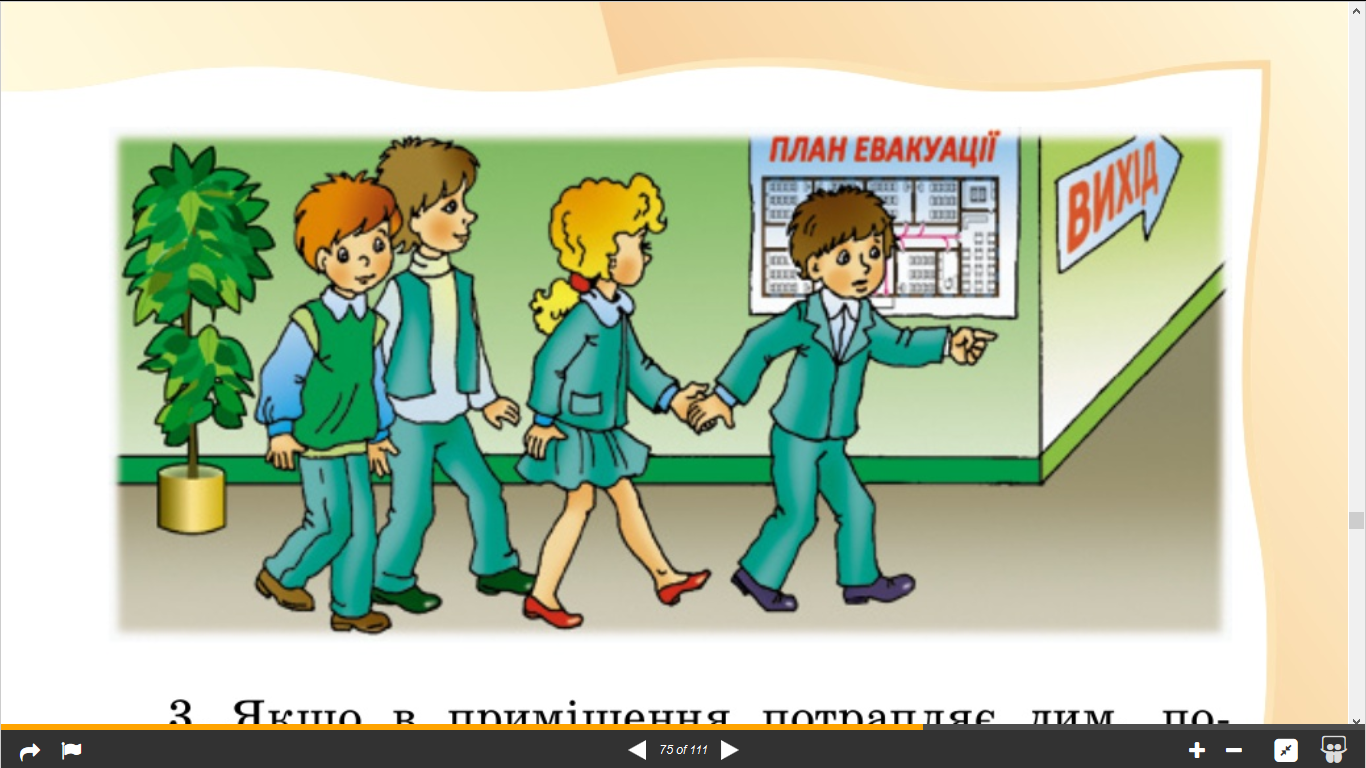 ПЛАН ЕВАКУАЦІЇ
ВИХІД
3. Якщо в приміщення потрапляє дим, по-
75 of 111